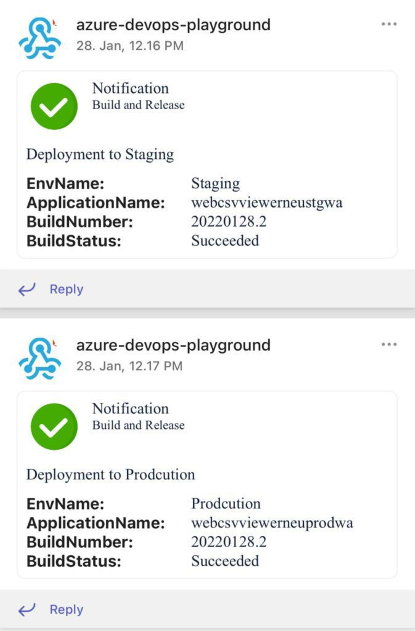 azure-devops-playground
28. Jan, 12.16 PM
Notification
Build and Release
Deployment to Staging
EnvName: Staging
ApplicationName: webcsvviewerneustgwa
BuildNumber: 20220128.2
BuildStatus: Succeeded
Reply
azure-devops-playground
28. Jan, 12.17 PM
Notification
Build and Release
Deployment to Prodcution
EnvName: Prodcution
ApplicationName: webcsvviewerneuprodwa
BuildNumber: 20220128.2
BuildStatus: Succeeded
Reply